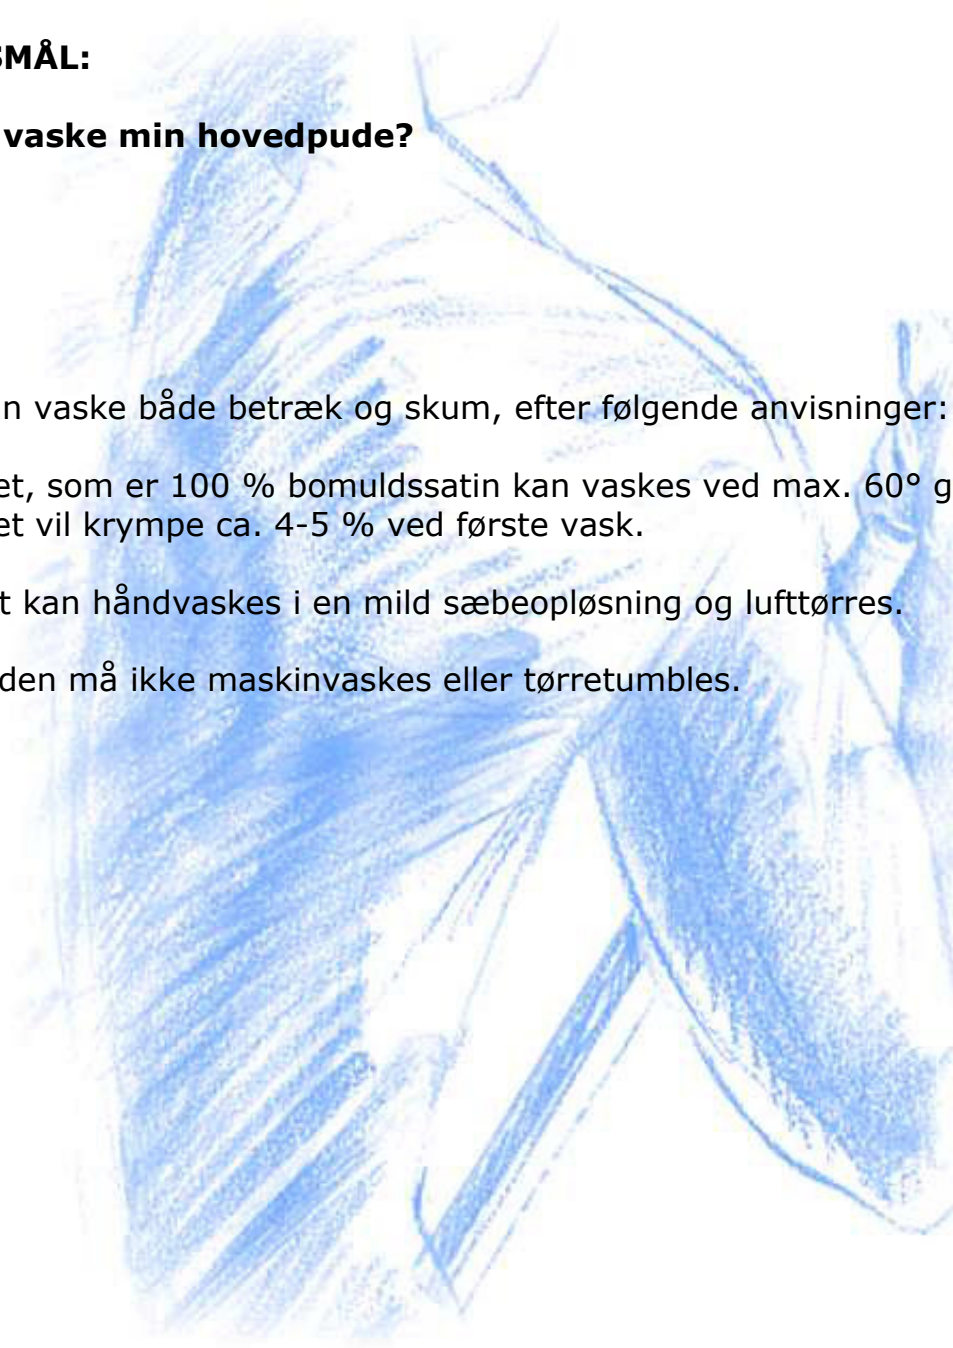 SMÅL:
vaske min hovedpude?
n vaske både betræk og skum, efter følgende anvisninger:
et, som er 100 % bomuldssatin kan vaskes ved max. 60° g
et vil krympe ca. 4-5 % ved første vask.
t kan håndvaskes i en mild sæbeopløsning og lufttørres.
den må ikke maskinvaskes eller tørretumbles.